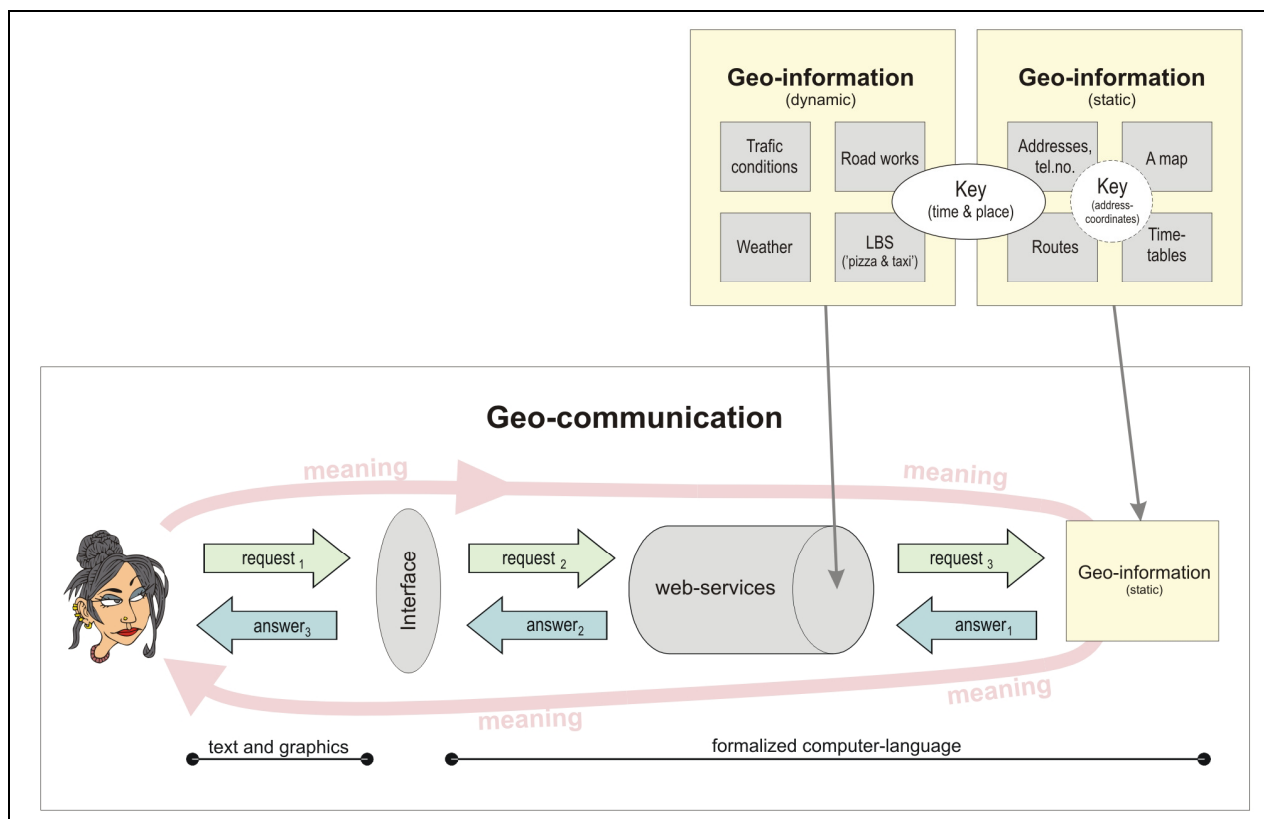 Geo-information
(dynamic)
Trafic
conditions
Road works
Weather
LBS
('pizza & taxi')
Key
(time & place)
Geo-information
(static)
Addresses,
tel.no.
A map
Key
(address-
coordinates)
Routes
Time-
tables
Geo-communication
meaning
meaning
request 1
request 2
request 3
Interface
web-services
Geo-information
(static)
answer3
answer2
answer1
meaning
meaning
text and graphics
formalized computer-language